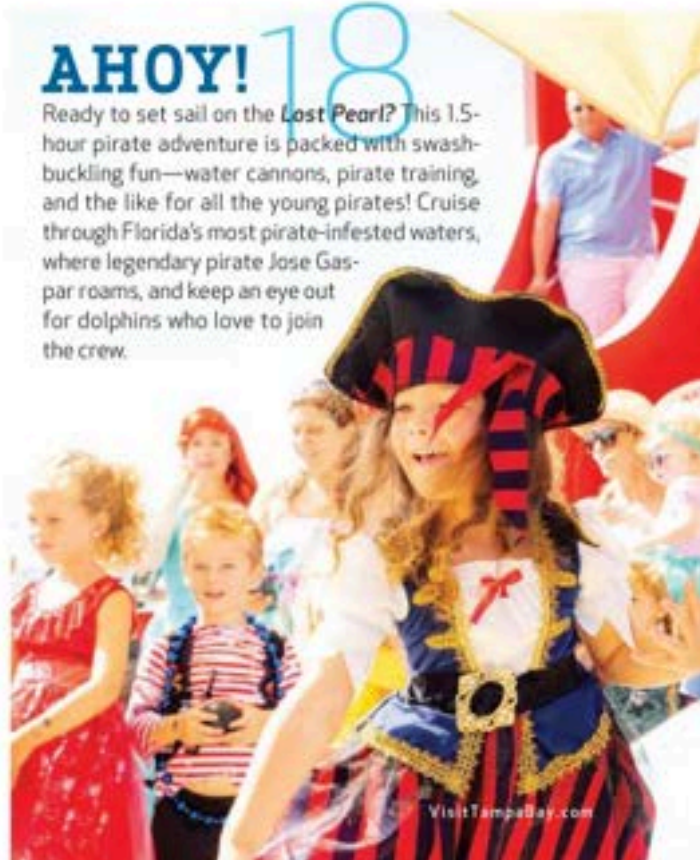 18
AHOY!
Ready to set sail on the Lost Pearl? This 1.5-
hour pirate adventure is packed with swash-
buckling fun—water cannons, pirate training,
and the like for all the young pirates! Cruise
through Florida's most pirate-infested waters,
where legendary pirate Jose Gas-
par roams, and keep an eye out
for dolphins who love to join
the crew.
VisitTampaBay.com